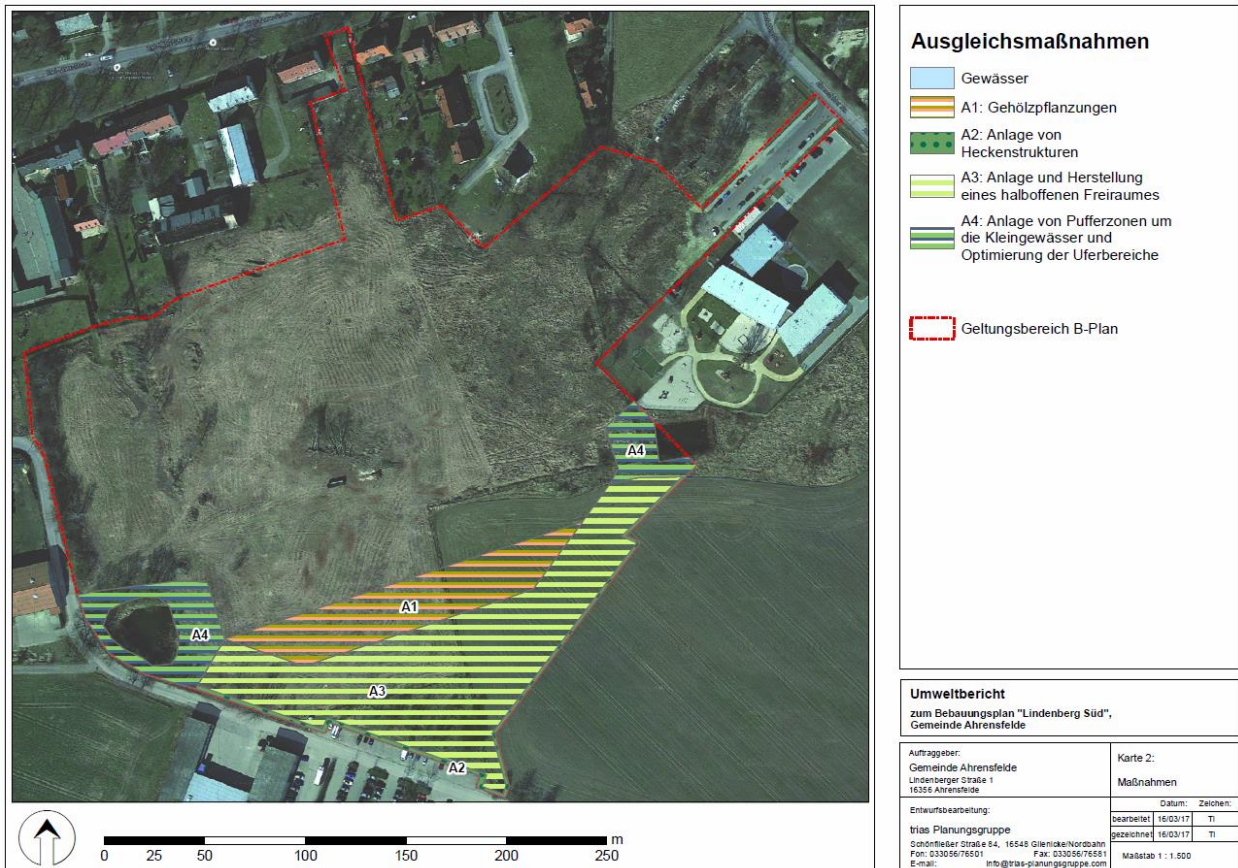 A4
A1
A4
A3
A2
0 25 50 100 150 200 250 m
Ausgleichsmaßnahmen
Gewässer
A1: Gehölzpflanzungen
A2: Anlage von
Heckenstrukturen
A3: Anlage und Herstellung
eines halboffenen Freiraumes
A4: Anlage von Pufferzonen um
die Kleingewässer und
Optimierung der Uferbereiche
Geltungsbereich B-Plan
Umweltbericht
zum Bebauungsplan "Lindenberg Süd",
Gemeinde Ahrensfelde
Auftraggeber:
Gemeinde Ahrensfelde
Lindenberger Straße 1
16356 Ahrensfelde
Karte 2:
Maßnahmen
Entwurfsbearbeitung:
trias Planungsgruppe
Schönfließer Straße 84, 16548 Glienicke/Nordbahn
Fon: 033056/76501 Fax: 033056/76581
E-mail: info@trias-planungsgruppe.com
Datum: Zeichen:
bearbeitet 16/03/17 TI
gezeichnet 16/03/17 TI
Maßstab 1 : 1.500